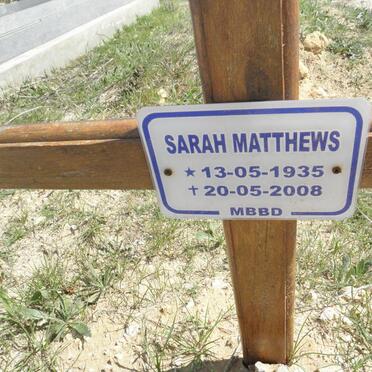 SARAH MATTHEWS
★ 13-05-1935
✝ 20-05-2008
MBBD